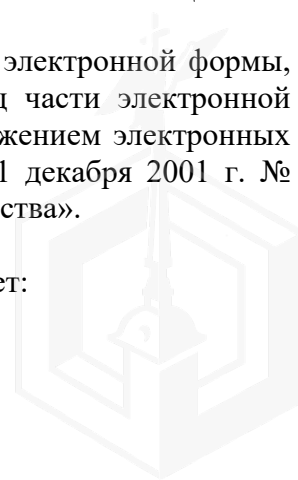 электронной формы,
части электронной
жением электронных
1 декабря 2001 г. №
ства».
ет: